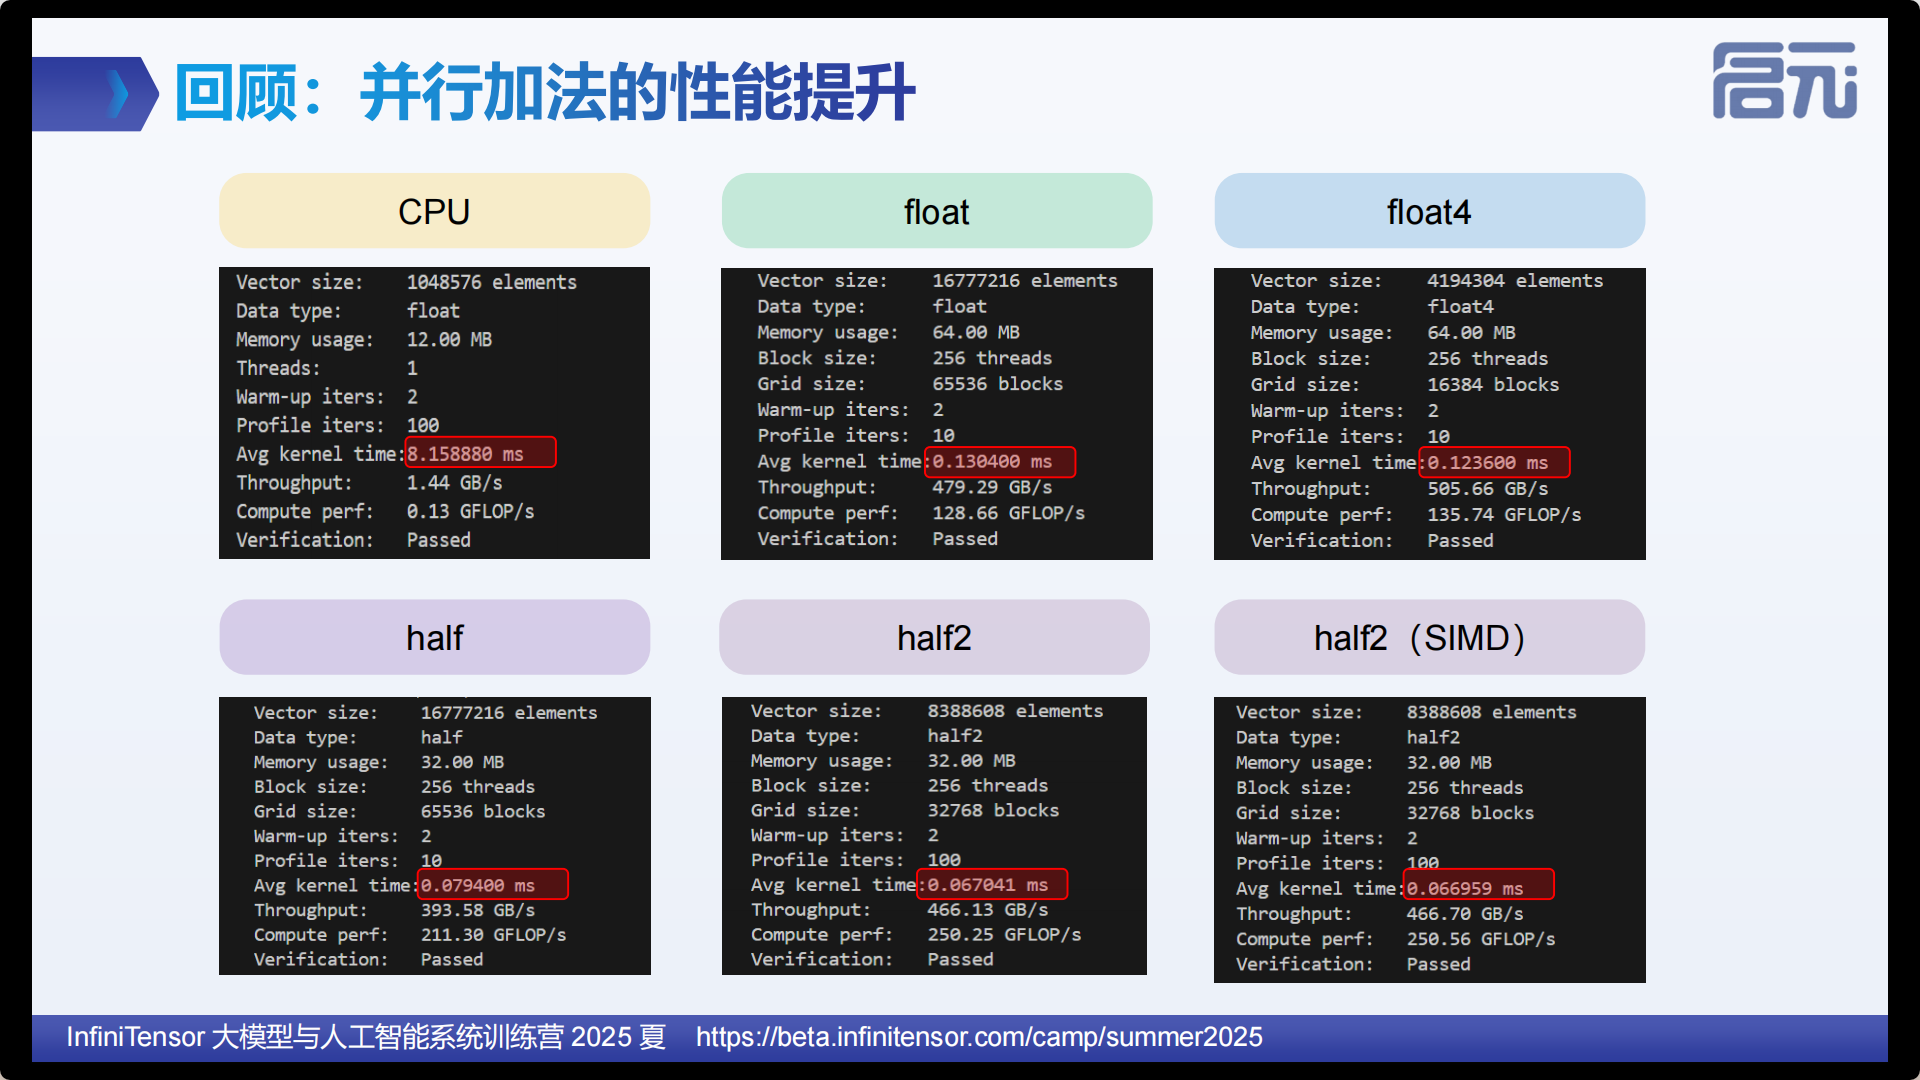 回顾：并行加法的性能提升
启元
CPU
Vector size: 1048576 elements
Data type: float
Memory usage: 12.00 MB
Threads: 1
Warm-up iters: 2
Profile iters: 100
Avg kernel time:8.158880 ms
Throughput: 1.44 GB/s
Compute perf: 0.13 GFLOP/s
Verification: Passed
float
Vector size: 16777216 elements
Data type: float
Memory usage: 64.00 MB
Block size: 256 threads
Grid size: 65536 blocks
Warm-up iters: 2
Profile iters: 10
Avg kernel time:0.130400 ms
Throughput: 479.29 GB/s
Compute perf: 128.66 GFLOP/s
Verification: Passed
float4
Vector size: 4194304 elements
Data type: float4
Memory usage: 64.00 MB
Block size: 256 threads
Grid size: 16384 blocks
Warm-up iters: 2
Profile iters: 10
Avg kernel time:0.123600 ms
Throughput: 505.66 GB/s
Compute perf: 135.74 GFLOP/s
Verification: Passed
half
Vector size: 16777216 elements
Data type: half
Memory usage: 32.00 MB
Block size: 256 threads
Grid size: 65536 blocks
Warm-up iters: 2
Profile iters: 10
Avg kernel time:0.079400 ms
Throughput: 393.58 GB/s
Compute perf: 211.30 GFLOP/s
Verification: Passed
half2
Vector size: 8388608 elements
Data type: half2
Memory usage: 32.00 MB
Block size: 256 threads
Grid size: 32768 blocks
Warm-up iters: 2
Profile iters: 100
Avg kernel time:0.067041 ms
Throughput: 466.13 GB/s
Compute perf: 250.25 GFLOP/s
Verification: Passed
half2（SIMD）
Vector size: 8388608 elements
Data type: half2
Memory usage: 32.00 MB
Block size: 256 threads
Grid size: 32768 blocks
Warm-up iters: 2
Profile iters: 100
Avg kernel time:0.066959 ms
Throughput: 466.70 GB/s
Compute perf: 250.56 GFLOP/s
Verification: Passed
InfiniTensor 大模型与人工智能系统训练营 2025 夏 https://beta.infinitensor.com/camp/summer2025